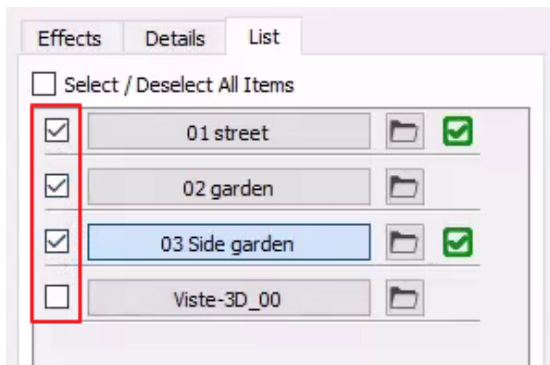 Effects Details List
Select / Deselect All Items
01 street
02 garden
03 Side garden
Viste-3D_00